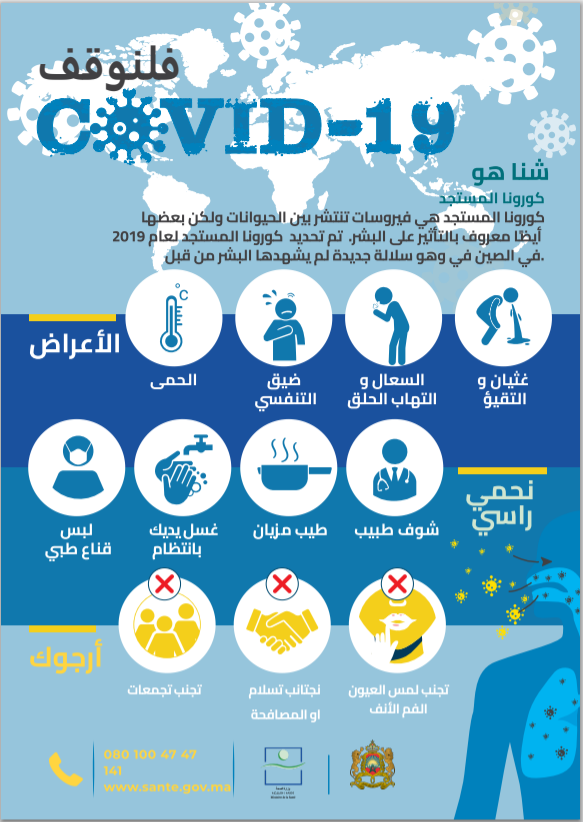 فلنوقف
COVID-19
شنا هو
كورونا المستجد
كورونا المستجد هي فيروسات تنتشر بين الحيوانات ولكن بعضها
أيضًا معروف بالتأثير على البشر. تم تحديد كورونا المستجد لعام 2019
في الصين في وهو سلالة جديدة لم يشهدها البشر من قبل.
الأعراض
°C
غثيان و
التقيؤ
السعال و
التهاب الحلق
ضيق
التنفسي
الحمى
نحمي
راسي
شوف طبيب
طيب مزيان
غسل يديك
بانتظام
لبس
قناع طبي
أرجوك
تجنب لمس العيون
الفم الأنف
نجتانب تسلام
او المصافحة
تجنب تجمعات
080 100 47 47
141
www.sante.gov.ma